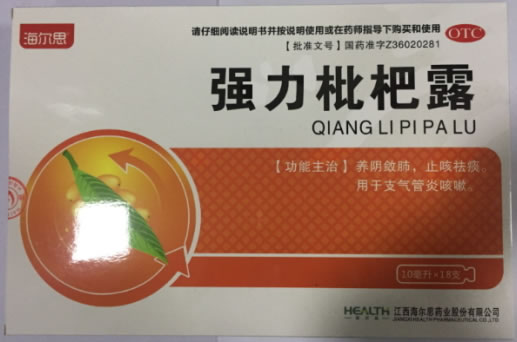 海尔思
请仔细阅读说明书并按说明使用或在药师指导下购买和使用
【批准文号】国药准字Z36020281
OTC
强力枇杷露
QIANG LI PI PA LU
【功能主治】养阴敛肺，止咳祛痰。
用于支气管炎咳嗽。
10毫升×18支
HEALTH
江西海尔思药业股份有限公司
JIANGXI HEALTH PHARMACEUTICAL CO.,LTD